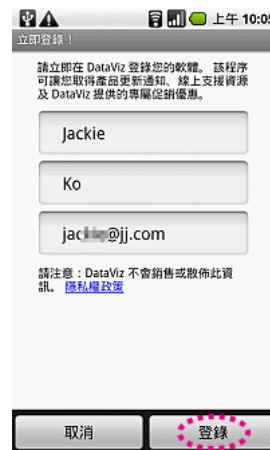 上午 10:05
立即登錄！
請立即在 DataViz 登錄您的軟體。 該程序
可讓您取得產品更新通知、線上支援資源
及 DataViz 提供的專屬促銷優惠。
Jackie
Ko
jac @jj.com
請注意：DataViz 不會銷售或散佈此資
訊。 隱私權政策
取消
登錄